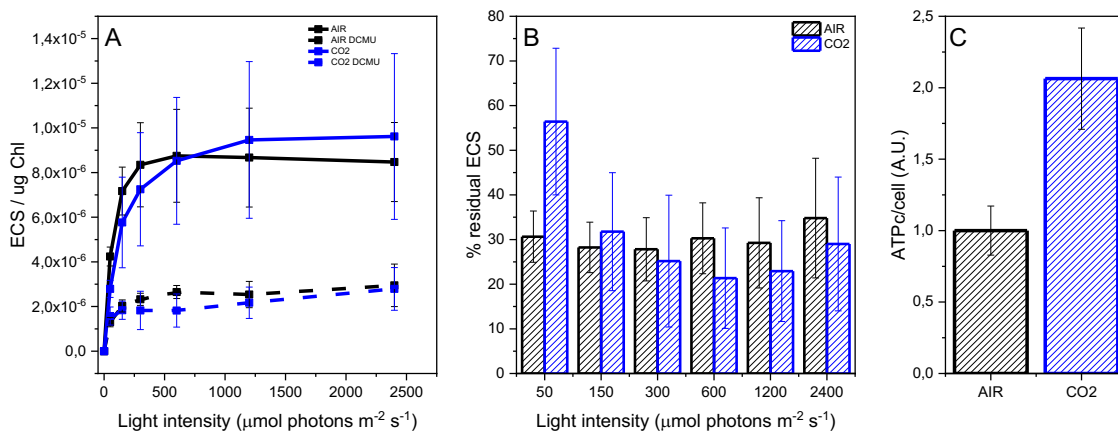 A
AIR
AIR DCMU
CO2
CO2 DCMU
ECS / ug Chl
1,4x10⁻⁵
1,2x10⁻⁵
1,0x10⁻⁵
8,0x10⁻⁶
6,0x10⁻⁶
4,0x10⁻⁶
2,0x10⁻⁶
0,0
0 500 1000 1500 2000 2500
Light intensity (μmol photons m⁻² s⁻¹)
B
AIR
CO2
% residual ECS
80
70
60
50
40
30
20
10
0
50 150 300 600 1200 2400
Light intensity (μmol photons m⁻² s⁻¹)
C
ATPc/cell (A.U.)
2,5
2,0
1,5
1,0
0,5
0,0
AIR CO2